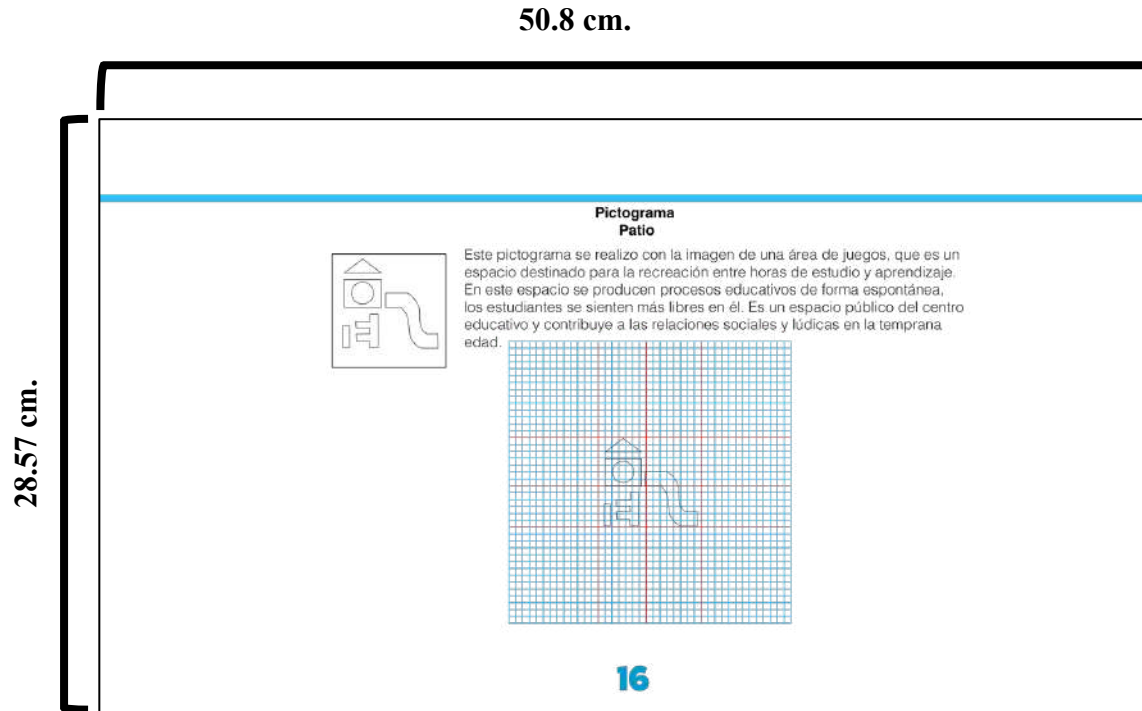 50.8 cm.
28.57 cm.
Pictograma
Patio
Este pictograma se realizo con la imagen de una área de juegos, que es un
espacio destinado para la recreación entre horas de estudio y aprendizaje.
En este espacio se producen procesos educativos de forma espontánea,
los estudiantes se sienten más libres en él. Es un espacio público del centro
educativo y contribuye a las relaciones sociales y lúdicas en la temprana
edad.
16